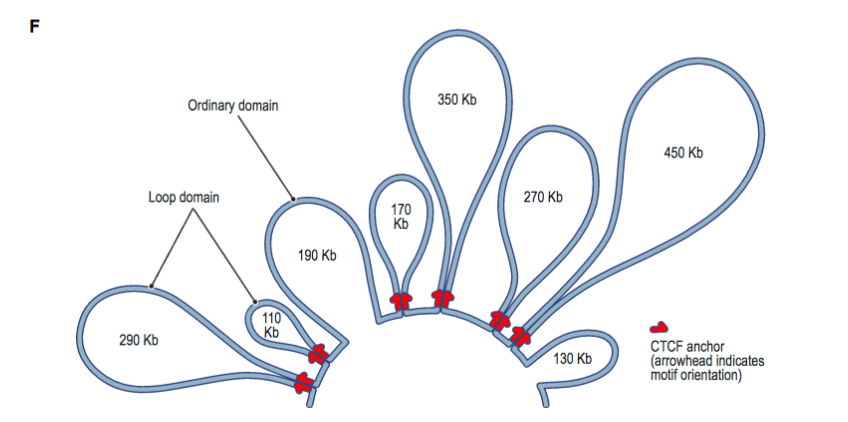 F
Ordinary domain
Loop domain
290 Kb
110
Kb
190 Kb
170
Kb
350 Kb
270 Kb
450 Kb
130 Kb
CTCF anchor
(arrowhead indicates
motif orientation)